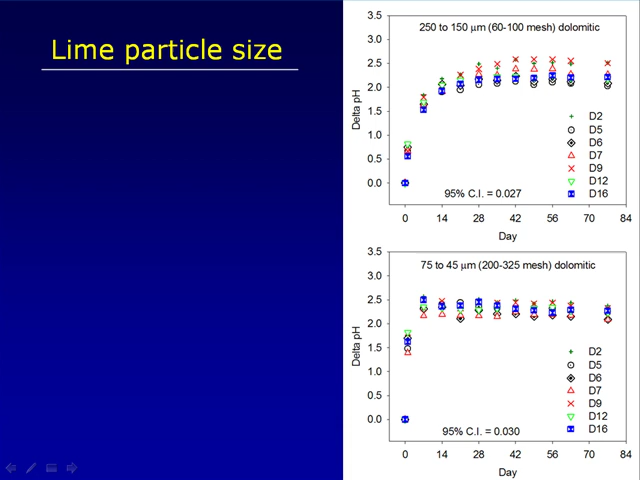 Lime particle size
250 to 150 μm (60-100 mesh) dolomitic
3.5
3.0
2.5
2.0
1.5
1.0
0.5
0.0
Delta pH
D2
D5
D6
D7
D9
D12
D16
95% C.I. = 0.027
0 14 28 42 56 70 84
Day
75 to 45 μm (200-325 mesh) dolomitic
3.5
3.0
2.5
2.0
1.5
1.0
0.5
0.0
Delta pH
D2
D5
D6
D7
D9
D12
D16
95% C.I. = 0.030
0 14 28 42 56 70 84
Day